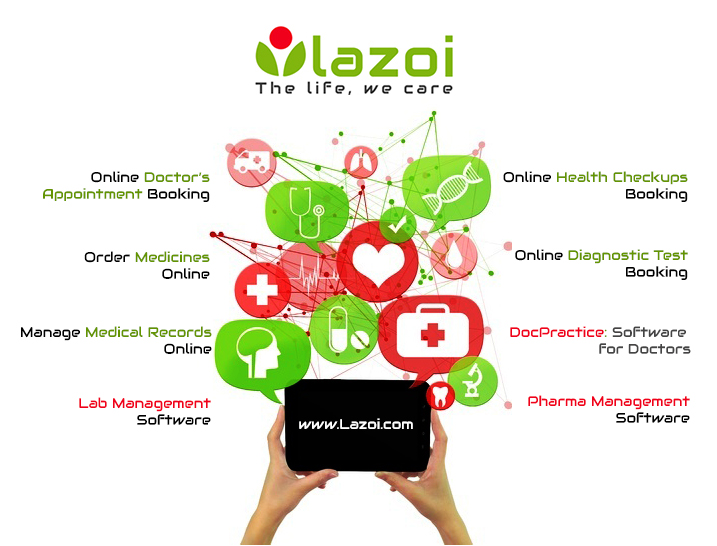 lazoi
The life, we care
Online Doctor's
Appointment Booking
Order Medicines
Online
Manage Medical Records
Online
Lab Management
Software
Online Health Checkups
Booking
Online Diagnostic Test
Booking
DocPractice: Software
for Doctors
Pharma Management
Software
www.Lazoi.com